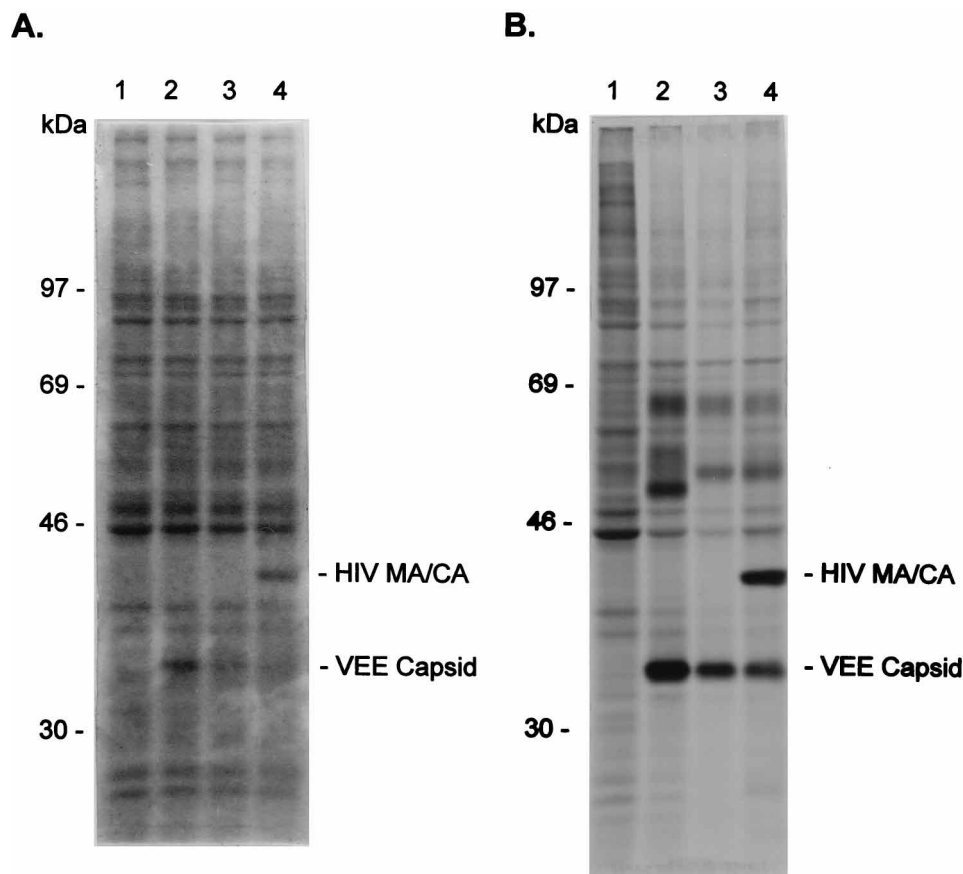 A.
1 2 3 4
kDa
97 -
69 -
46 -
- HIV MA/CA
- VEE Capsid
30 -
B.
1 2 3 4
kDa
97 -
69 -
46 -
- HIV MA/CA
- VEE Capsid
30 -